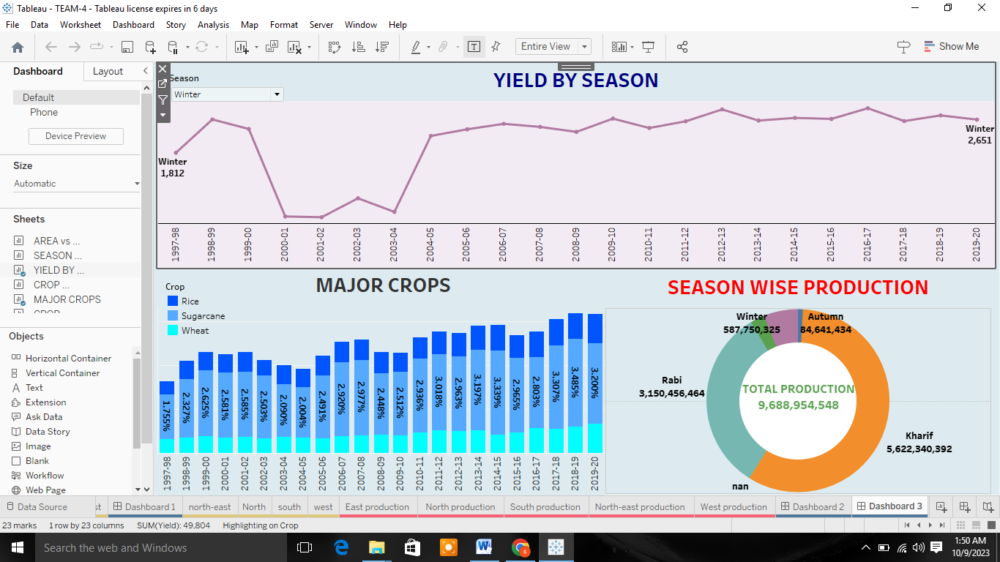 Tableau - TEAM-4 - Tableau license expires in 6 days
File Data Worksheet Dashboard Story Analysis Map Format Server Window Help
Entire View
Show Me
Dashboard
Layout
Default
Phone
Device Preview
Size
Automatic
Sheets
AREA vs ...
SEASON ...
YIELD BY ...
CROP ...
MAJOR CROPS
Objects
Horizontal Container
Vertical Container
Text
Extension
Ask Data
Data Story
Image
Blank
Workflow
Web Page
Season
Winter
YIELD BY SEASON
Winter
1,812
Winter
2,651
1997-98
1998-99
1999-00
2000-01
2001-02
2002-03
2003-04
2004-05
2005-06
2006-07
2007-08
2008-09
2009-10
2010-11
2011-12
2012-13
2013-14
2014-15
2015-16
2016-17
2017-18
2018-19
2019-20
Crop
Rice
Sugarcane
Wheat
MAJOR CROPS
1.755%
2.327%
2.625%
2.581%
2.585%
2.503%
2.090%
2.004%
2.491%
2.920%
2.977%
2.448%
2.512%
2.936%
3.018%
2.963%
3.197%
3.339%
2.965%
2.803%
3.307%
3.485%
3.200%
1997-98
1998-99
1999-00
2000-01
2001-02
2002-03
2003-04
2004-05
2005-06
2006-07
2007-08
2008-09
2009-10
2010-11
2011-12
2012-13
2013-14
2014-15
2015-16
2016-17
2017-18
2018-19
2019-20
SEASON WISE PRODUCTION
Winter
587,750,325
Autumn
84,641,434
Rabi
3,150,456,464
TOTAL PRODUCTION
9,688,954,548
Kharif
5,622,340,392
nan
Data Source
Dashboard 1
north-east
North
south
west
East production
North production
South production
North-east production
West production
Dashboard 2
Dashboard 3
23 marks 1 row by 23 columns SUM(Yield): 49,804 Highlighting on Crop
Search the web and Windows
1:50 AM
10/9/2023